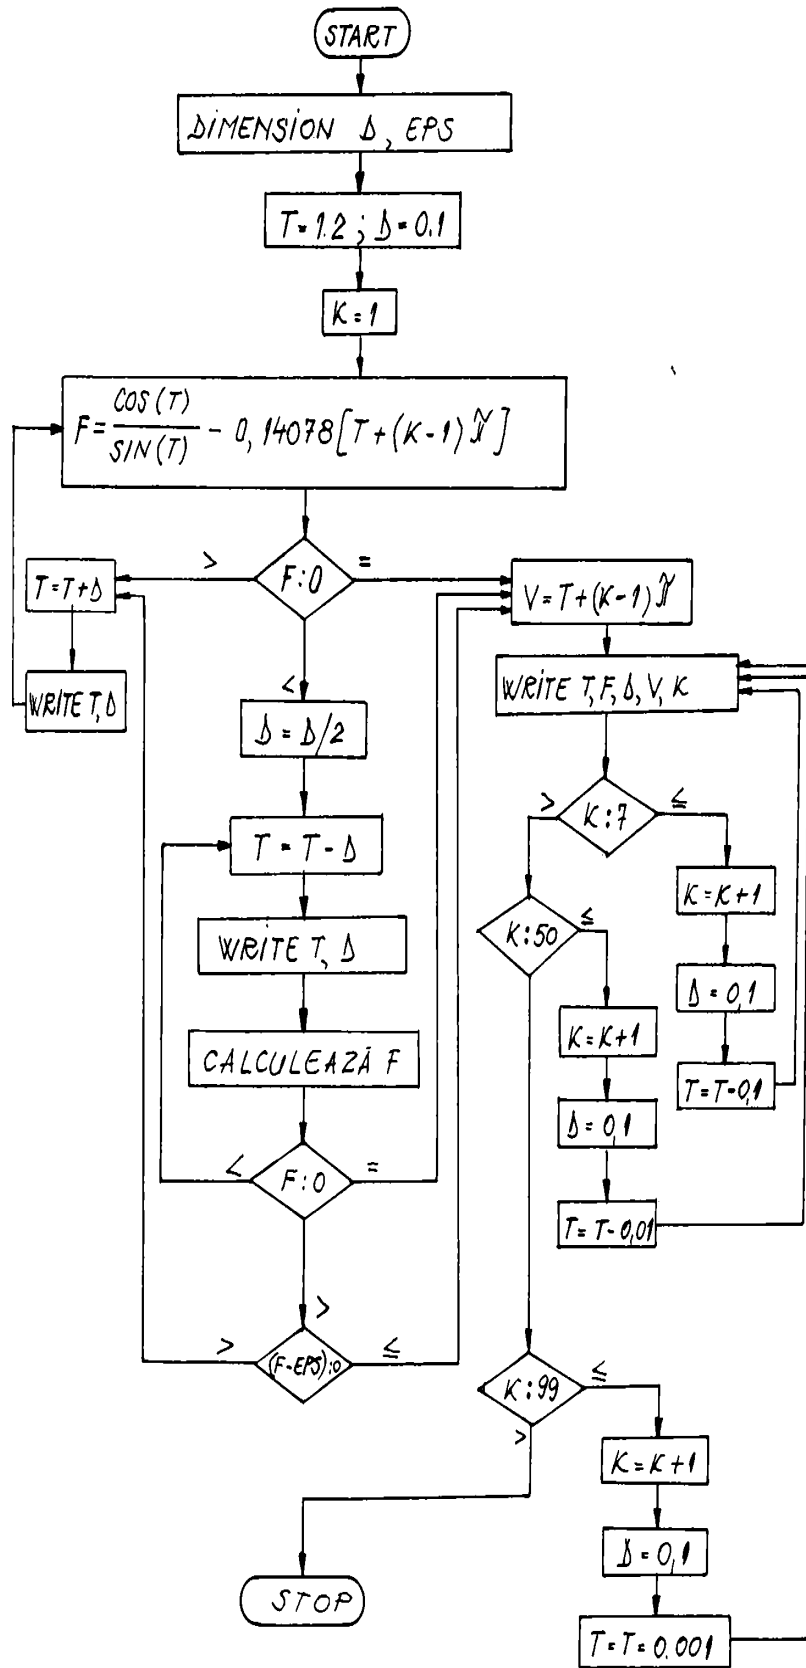 START
DIMENSION Δ, EPS
T=1.2 ; Δ=0.1
K=1
F= COS(T) / SIN(T) - 0,14078[T+(K-1)π]
>
F:0
=
T=T+Δ
V=T+(K-1)π
WRITE T, Δ
<
WRITE T, F, Δ, V, K
Δ = Δ/2
>
K:7
≤
T = T - Δ
K=K+1
K:50
≤
WRITE T, Δ
Δ=0,1
K=K+1
CALCULEAZĂ F
T=T-0,1
Δ=0,1
<
F:0
=
T=T-0,01
>
>
(F-EPS):0
≤
K:99
≤
>
K=K+1
Δ=0,1
STOP
T=T=0.001